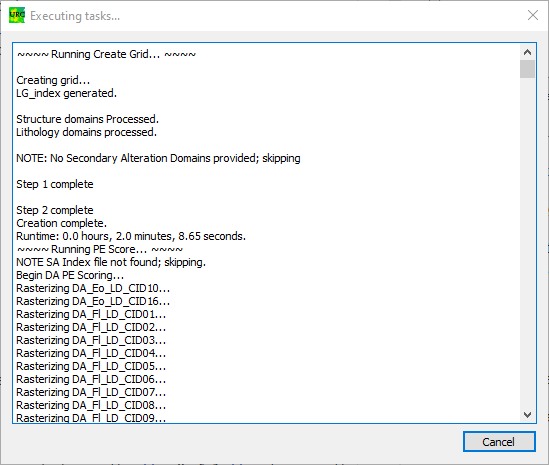 URC Executing tasks...
~~~~ Running Create Grid... ~~~~
Creating grid...
LG_index generated.
Structure domains Processed.
Lithology domains processed.
NOTE: No Secondary Alteration Domains provided; skipping
Step 1 complete
Step 2 complete
Creation complete.
Runtime: 0.0 hours, 2.0 minutes, 8.65 seconds.
~~~~ Running PE Score... ~~~~
NOTE SA Index file not found; skipping.
Begin DA PE Scoring...
Rasterizing DA_Eo_LD_CID10...
Rasterizing DA_Eo_LD_CID16...
Rasterizing DA_Fl_LD_CID01...
Rasterizing DA_Fl_LD_CID02...
Rasterizing DA_Fl_LD_CID03...
Rasterizing DA_Fl_LD_CID04...
Rasterizing DA_Fl_LD_CID05...
Rasterizing DA_Fl_LD_CID06...
Rasterizing DA_Fl_LD_CID07...
Rasterizing DA_Fl_LD_CID08...
Rasterizing DA_Fl_LD_CID09...
Cancel